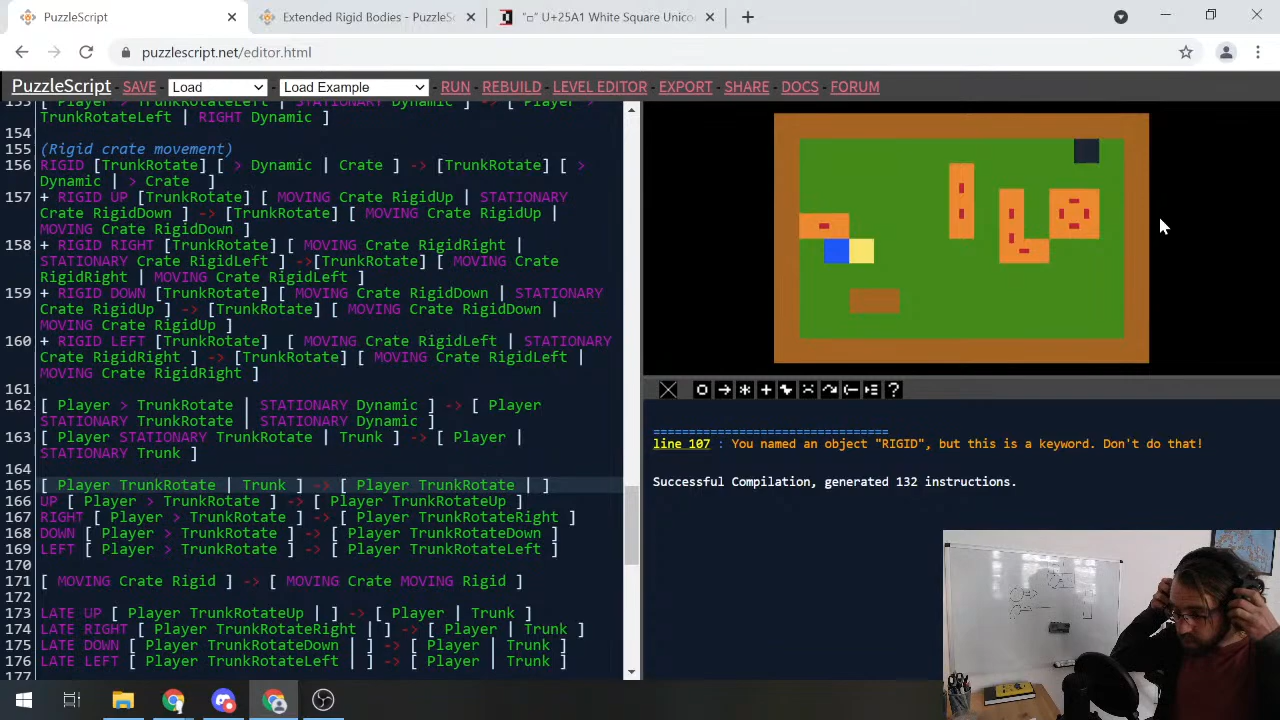 PuzzleScript
Extended Rigid Bodies - PuzzleS
"□" U+25A1 White Square Unico
puzzlescript.net/editor.html
PuzzleScript - SAVE Load Load Example - RUN - REBUILD - LEVEL EDITOR - EXPORT - SHARE - DOCS - FORUM
TrunkRotateLeft | RIGHT Dynamic ]
154
155 (Rigid crate movement)
156 RIGID [TrunkRotate] [ > Dynamic | Crate ] -> [TrunkRotate] [ >
Dynamic | > Crate ]
157 + RIGID UP [TrunkRotate] [ MOVING Crate RigidUp | STATIONARY
Crate RigidDown ] -> [TrunkRotate] [ MOVING Crate RigidUp |
MOVING Crate RigidDown ]
158 + RIGID RIGHT [TrunkRotate] [ MOVING Crate RigidRight |
STATIONARY Crate RigidLeft ] ->[TrunkRotate] [ MOVING Crate
RigidRight | MOVING Crate RigidLeft ]
159 + RIGID DOWN [TrunkRotate] [ MOVING Crate RigidDown | STATIONARY
Crate RigidUp ] -> [TrunkRotate] [ MOVING Crate RigidDown |
MOVING Crate RigidUp ]
160 + RIGID LEFT [TrunkRotate] [ MOVING Crate RigidLeft | STATIONARY
Crate RigidRight ] -> [TrunkRotate] [ MOVING Crate RigidLeft |
MOVING Crate RigidRight ]
161
162 [ Player > TrunkRotate | STATIONARY Dynamic ] -> [ Player
STATIONARY TrunkRotate | STATIONARY Dynamic ]
163 [ Player STATIONARY TrunkRotate | Trunk ] -> [ Player |
STATIONARY Trunk ]
164
165 [ Player TrunkRotate | Trunk ] -> [ Player TrunkRotate | ]
166 UP [ Player > TrunkRotate ] -> [ Player TrunkRotateUp ]
167 RIGHT [ Player > TrunkRotate ] -> [ Player TrunkRotateRight ]
168 DOWN [ Player > TrunkRotate ] -> [ Player TrunkRotateDown ]
169 LEFT [ Player > TrunkRotate ] -> [ Player TrunkRotateLeft ]
170
171 [ MOVING Crate Rigid ] -> [ MOVING Crate MOVING Rigid ]
172
173 LATE UP [ Player TrunkRotateUp | ] -> [ Player | Trunk ]
174 LATE RIGHT [ Player TrunkRotateRight | ] -> [ Player | Trunk ]
175 LATE DOWN [ Player TrunkRotateDown | ] -> [ Player | Trunk ]
176 LATE LEFT [ Player TrunkRotateLeft | ] -> [ Player | Trunk ]
177
=================================
line 107 : You named an object "RIGID", but this is a keyword. Don't do that!
Successful Compilation, generated 132 instructions.